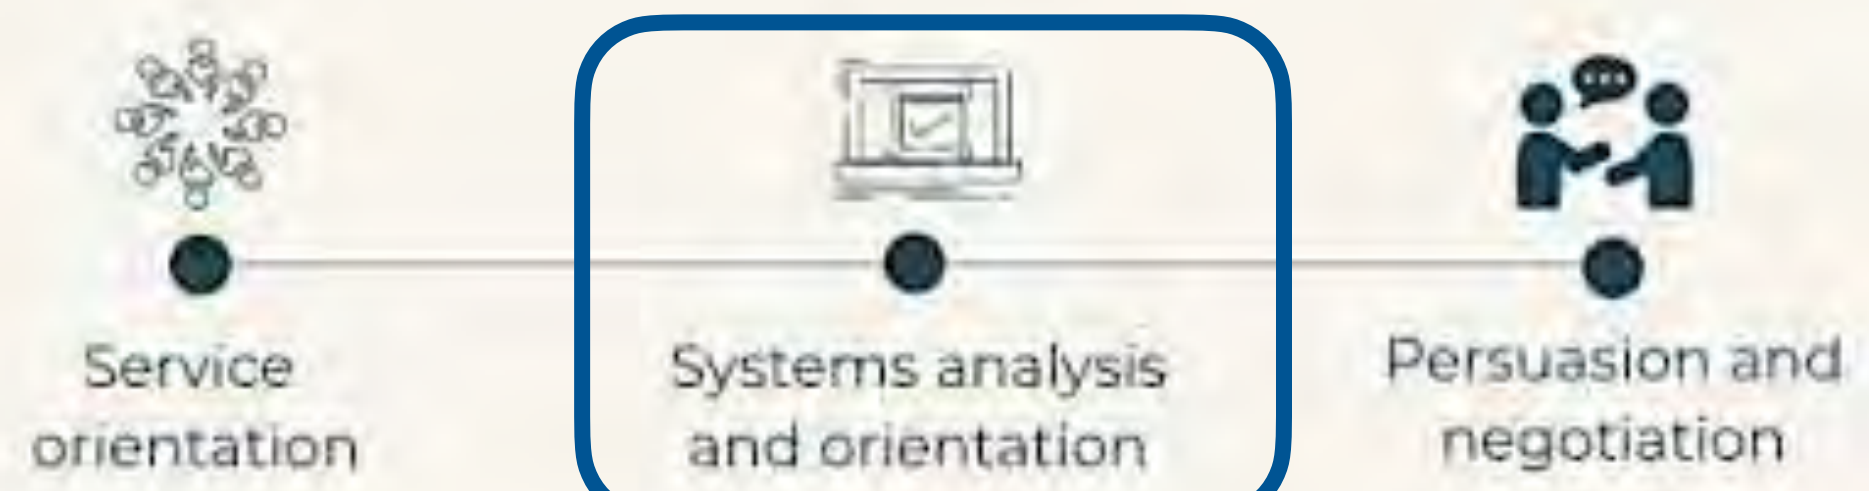 Service
orientation
Systems analysis
and orientation
Persuasion and
negotiation